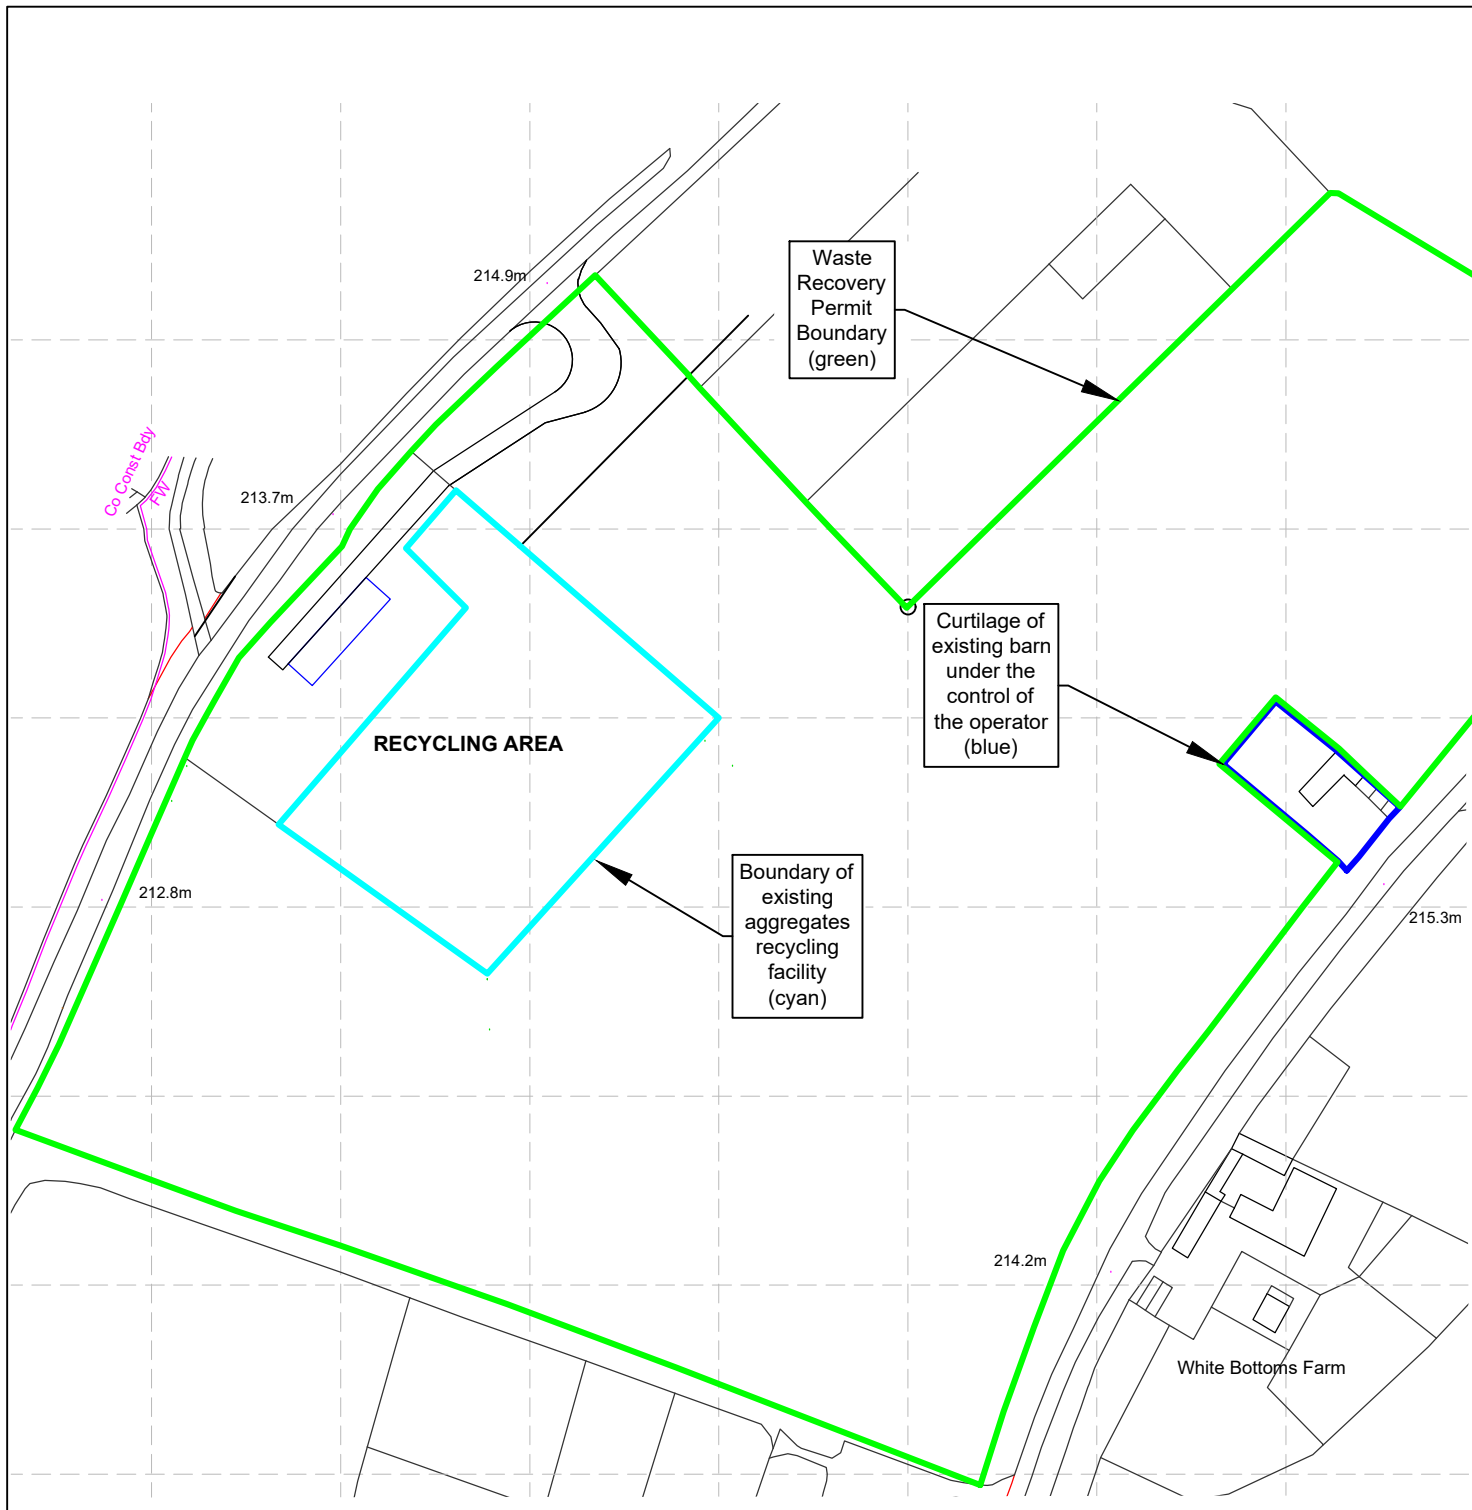 Waste
Recovery
Permit
Boundary
(green)
214.9m
Co Const Bdy
FW
213.7m
Curtilage of
existing barn
under the
control of
the operator
(blue)
RECYCLING AREA
Boundary of
existing
aggregates
recycling
facility
(cyan)
212.8m
215.3m
214.2m
White Bottoms Farm